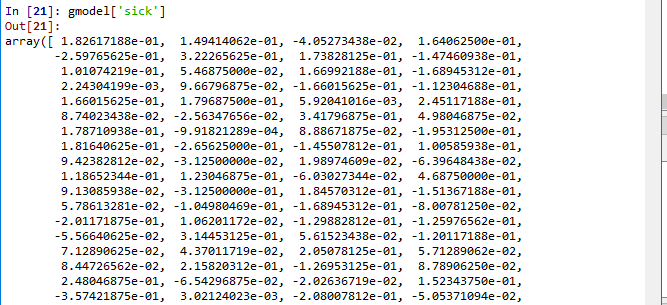 In [21]: gmodel['sick']
Out[21]:
array([ 1.82617188e-01, 1.49414062e-01, -4.05273438e-02, 1.64062500e-01,
-2.59765625e-01, 3.22265625e-01, 1.73828125e-01, -1.47460938e-01,
1.01074219e-01, 5.46875000e-02, 1.66992188e-01, -1.68945312e-01,
2.24304199e-03, 9.66796875e-02, -1.66015625e-01, -1.12304688e-01,
1.66015625e-01, 1.79687500e-01, 5.92041016e-03, 2.45117188e-01,
8.74023438e-02, -2.56347656e-02, 3.41796875e-01, 4.98046875e-02,
1.78710938e-01, -9.91821289e-04, 8.88671875e-02, -1.95312500e-01,
1.81640625e-01, -2.65625000e-01, -1.45507812e-01, 1.00585938e-01,
9.42382812e-02, -3.12500000e-02, 1.98974609e-02, -6.39648438e-02,
1.18652344e-01, 1.23046875e-01, -6.03027344e-02, 4.68750000e-01,
9.13085938e-02, -3.12500000e-01, 1.84570312e-01, -1.51367188e-01,
5.78613281e-02, -1.04980469e-01, -1.68945312e-01, -8.00781250e-02,
-2.01171875e-01, 1.06201172e-02, -1.29882812e-01, -1.25976562e-01,
-5.56640625e-02, 3.14453125e-01, 5.61523438e-02, -1.20117188e-01,
7.12890625e-02, 4.37011719e-02, 2.05078125e-01, 5.71289062e-02,
8.44726562e-02, 2.15820312e-01, -1.26953125e-01, 8.78906250e-02,
2.48046875e-01, -6.54296875e-02, -2.02636719e-02, 1.52343750e-01,
-3.57421875e-01, 3.02124023e-03, -2.08007812e-01, -5.05371094e-02,